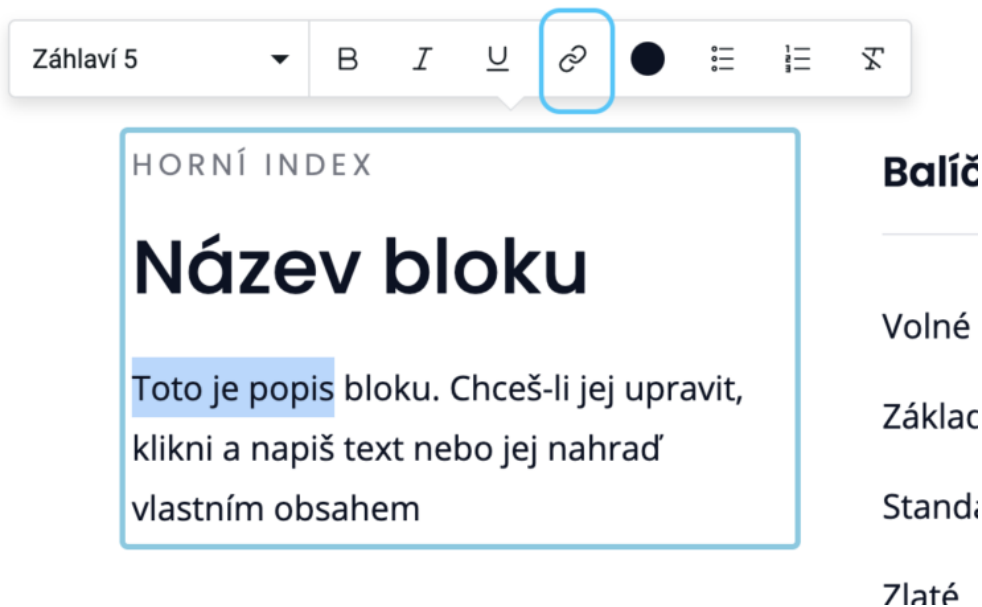 Záhlaví 5 B I U
HORNÍ INDEX
Název bloku
Toto je popis bloku. Chceš-li jej upravit,
klikni a napiš text nebo jej nahraď
vlastním obsahem
Balíč
Volné
Základ
Standa
Zlaté